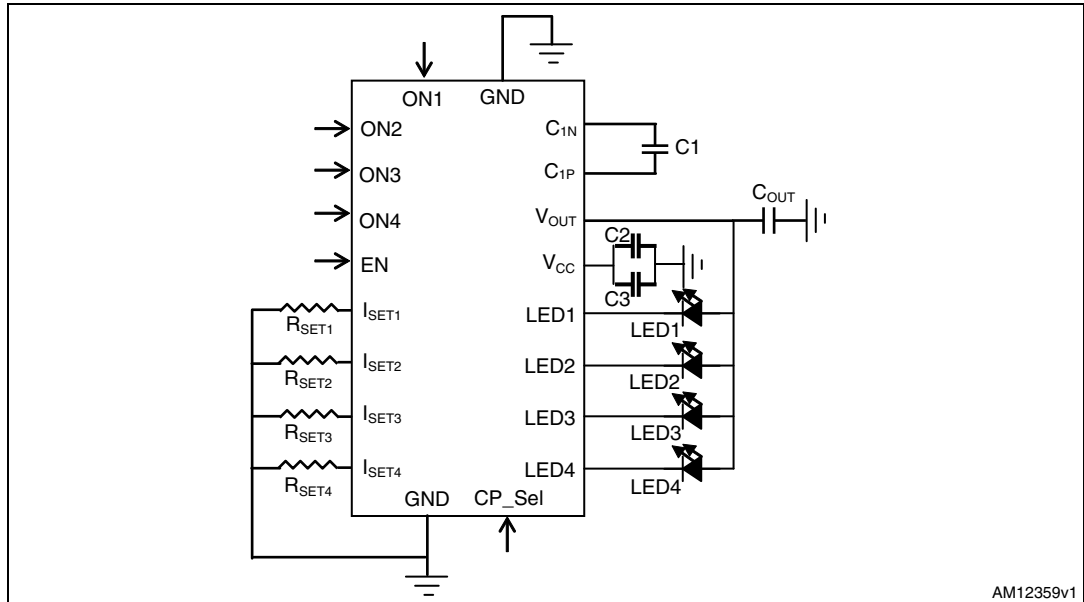 ON1 GND
ON2
ON3
ON4
EN
ISET1
ISET2
ISET3
ISET4
RSET1
RSET2
RSET3
RSET4
GND CP_Sel
C1N
C1P
VOUT
VCC
LED1
LED2
LED3
LED4
C1
COUT
C2
C3
LED1
LED2
LED3
LED4
AM12359v1